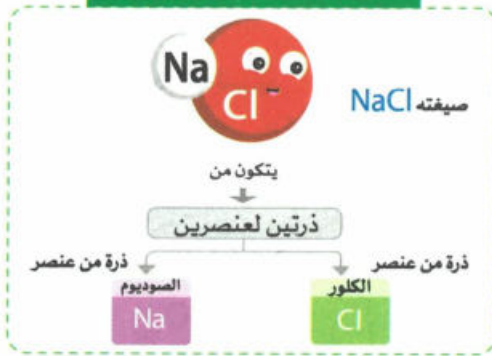 Na
Cl
صيغته NaCl
يتكون من
ذرتين لعنصرين
ذرة من عنصر
الكلور
Cl
ذرة من عنصر
الصوديوم
Na